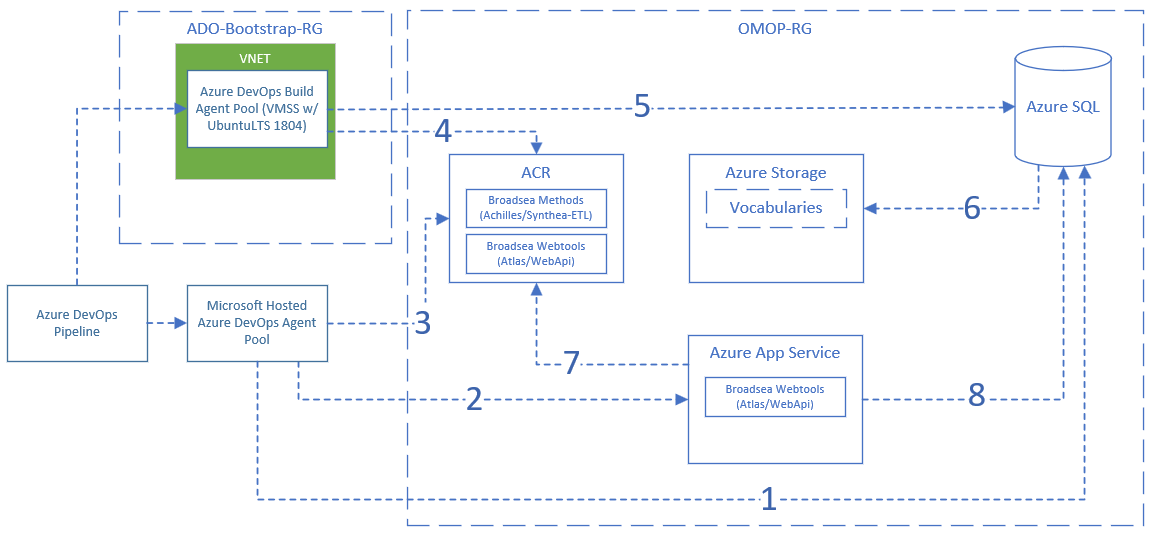 ADO-Bootstrap-RG
OMOP-RG
VNET
Azure DevOps Build
Agent Pool (VMSS w/
UbuntuLTS 1804)
5
Azure SQL
4
ACR
Broadsea Methods
(Achilles/Synthea-ETL)
Broadsea Webtools
(Atlas/WebApi)
Azure Storage
Vocabularies
6
Azure DevOps
Pipeline
Microsoft Hosted
Azure DevOps Agent
Pool
3
7
Azure App Service
Broadsea Webtools
(Atlas/WebApi)
2
8
1